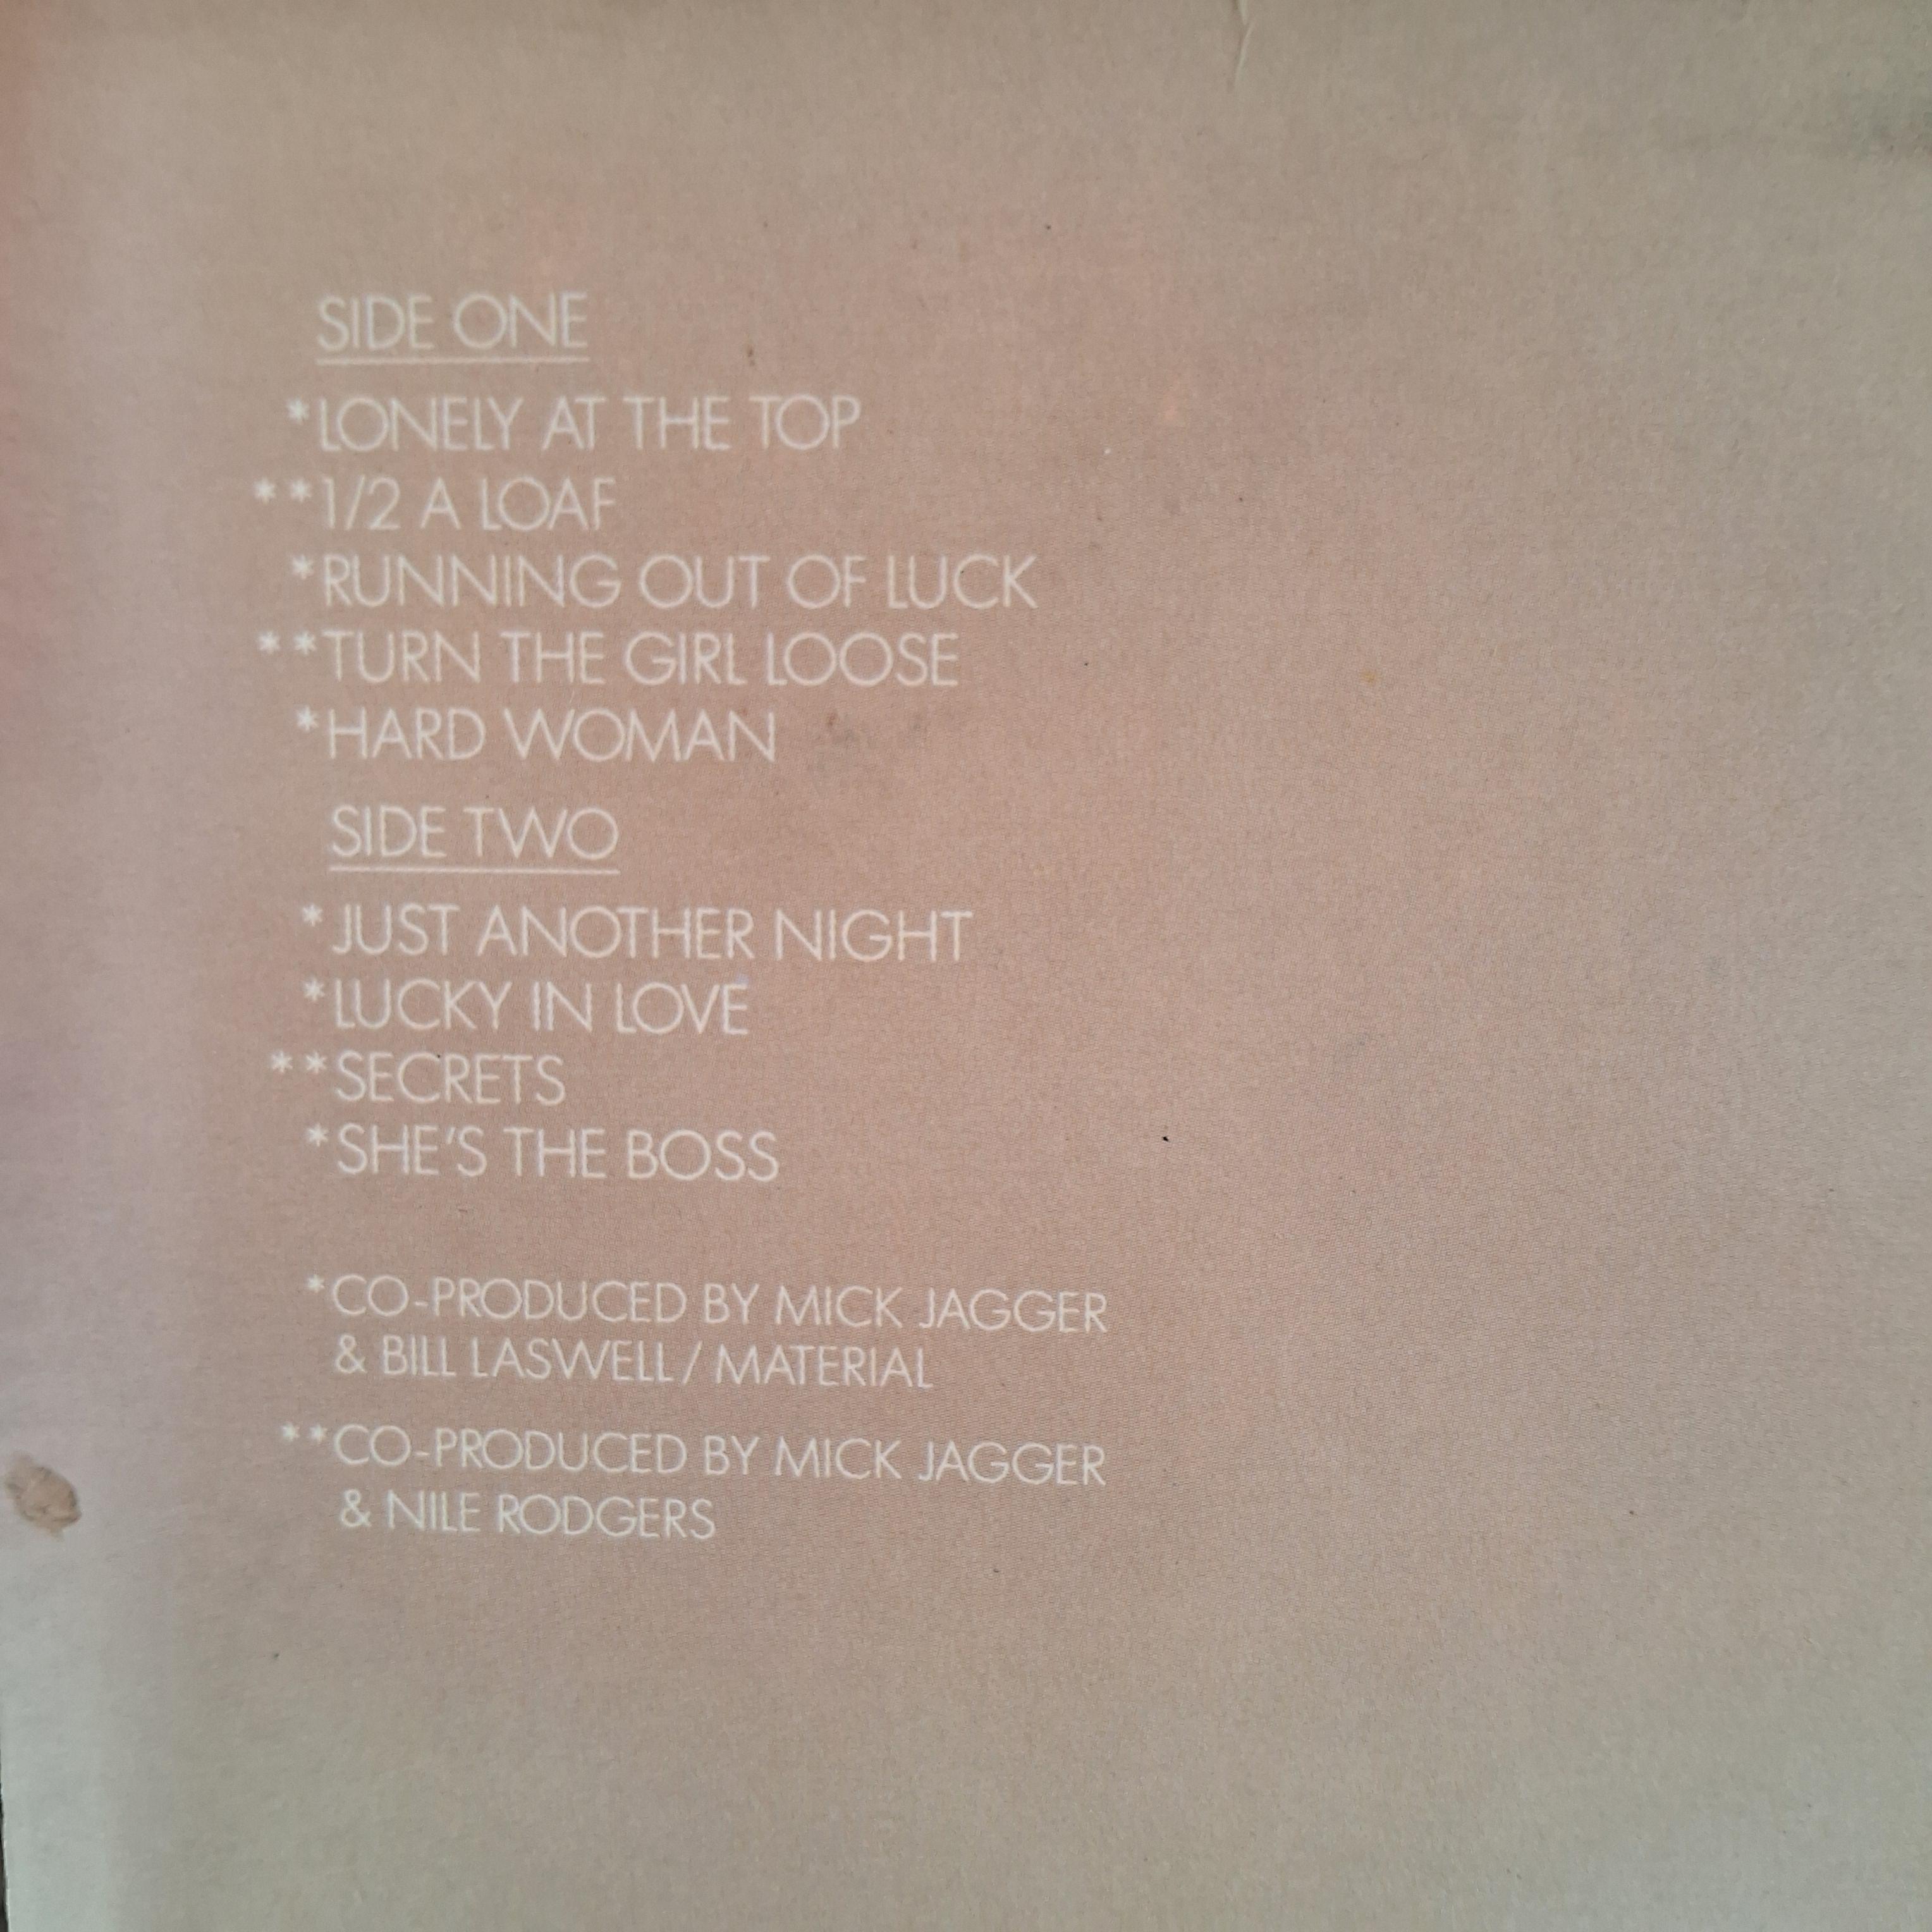 SIDE ONE
*LONELY AT THE TOP
**1/2 A LOAF
*RUNNING OUT OF LUCK
**TURN THE GIRL LOOSE
*HARD WOMAN
SIDE TWO
*JUST ANOTHER NIGHT
*LUCKY IN LOVE
**SECRETS
*SHE'S THE BOSS
*CO-PRODUCED BY MICK JAGGER
& BILL LASWELL/MATERIAL
**CO-PRODUCED BY MICK JAGGER
& NILE RODGERS